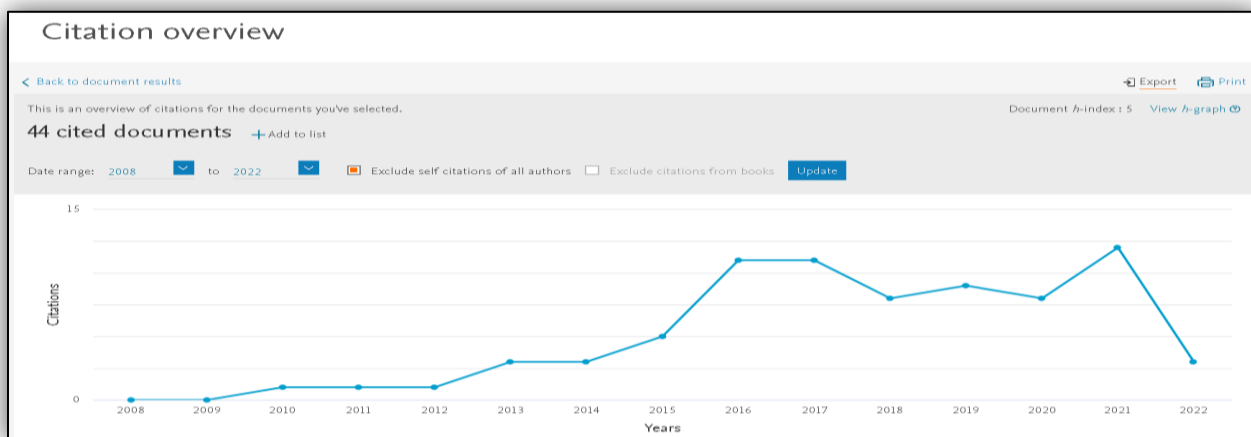 Citation overview
Back to document results
Export Print
This is an overview of citations for the documents you've selected.
Document h-index : 5 View h-graph
44 cited documents + Add to list
Date range: 2008 to 2022 Exclude self citations of all authors Exclude citations from books Update
15
Citations
0
2008 2009 2010 2011 2012 2013 2014 2015 2016 2017 2018 2019 2020 2021 2022
Years